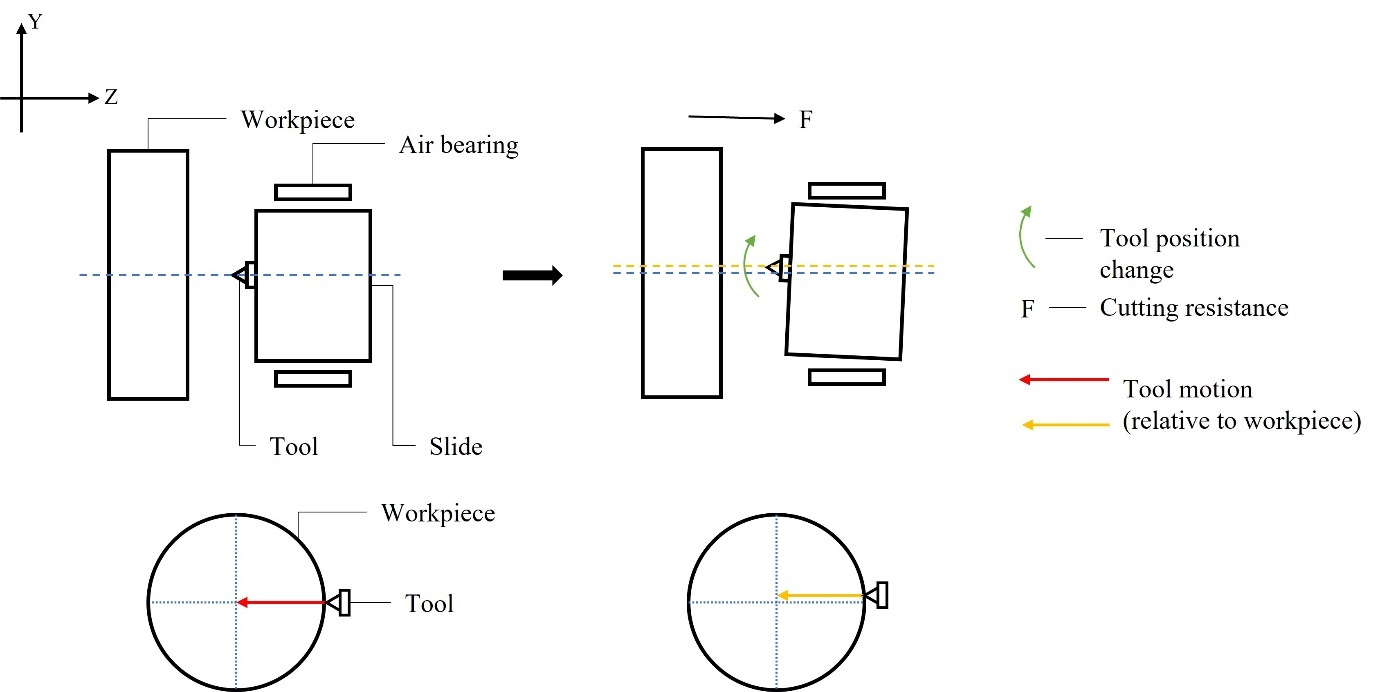 Y
Z
Workpiece
Air bearing
F
Tool position
change
F
Cutting resistance
Tool motion
(relative to workpiece)
Tool
Slide
Workpiece
Tool